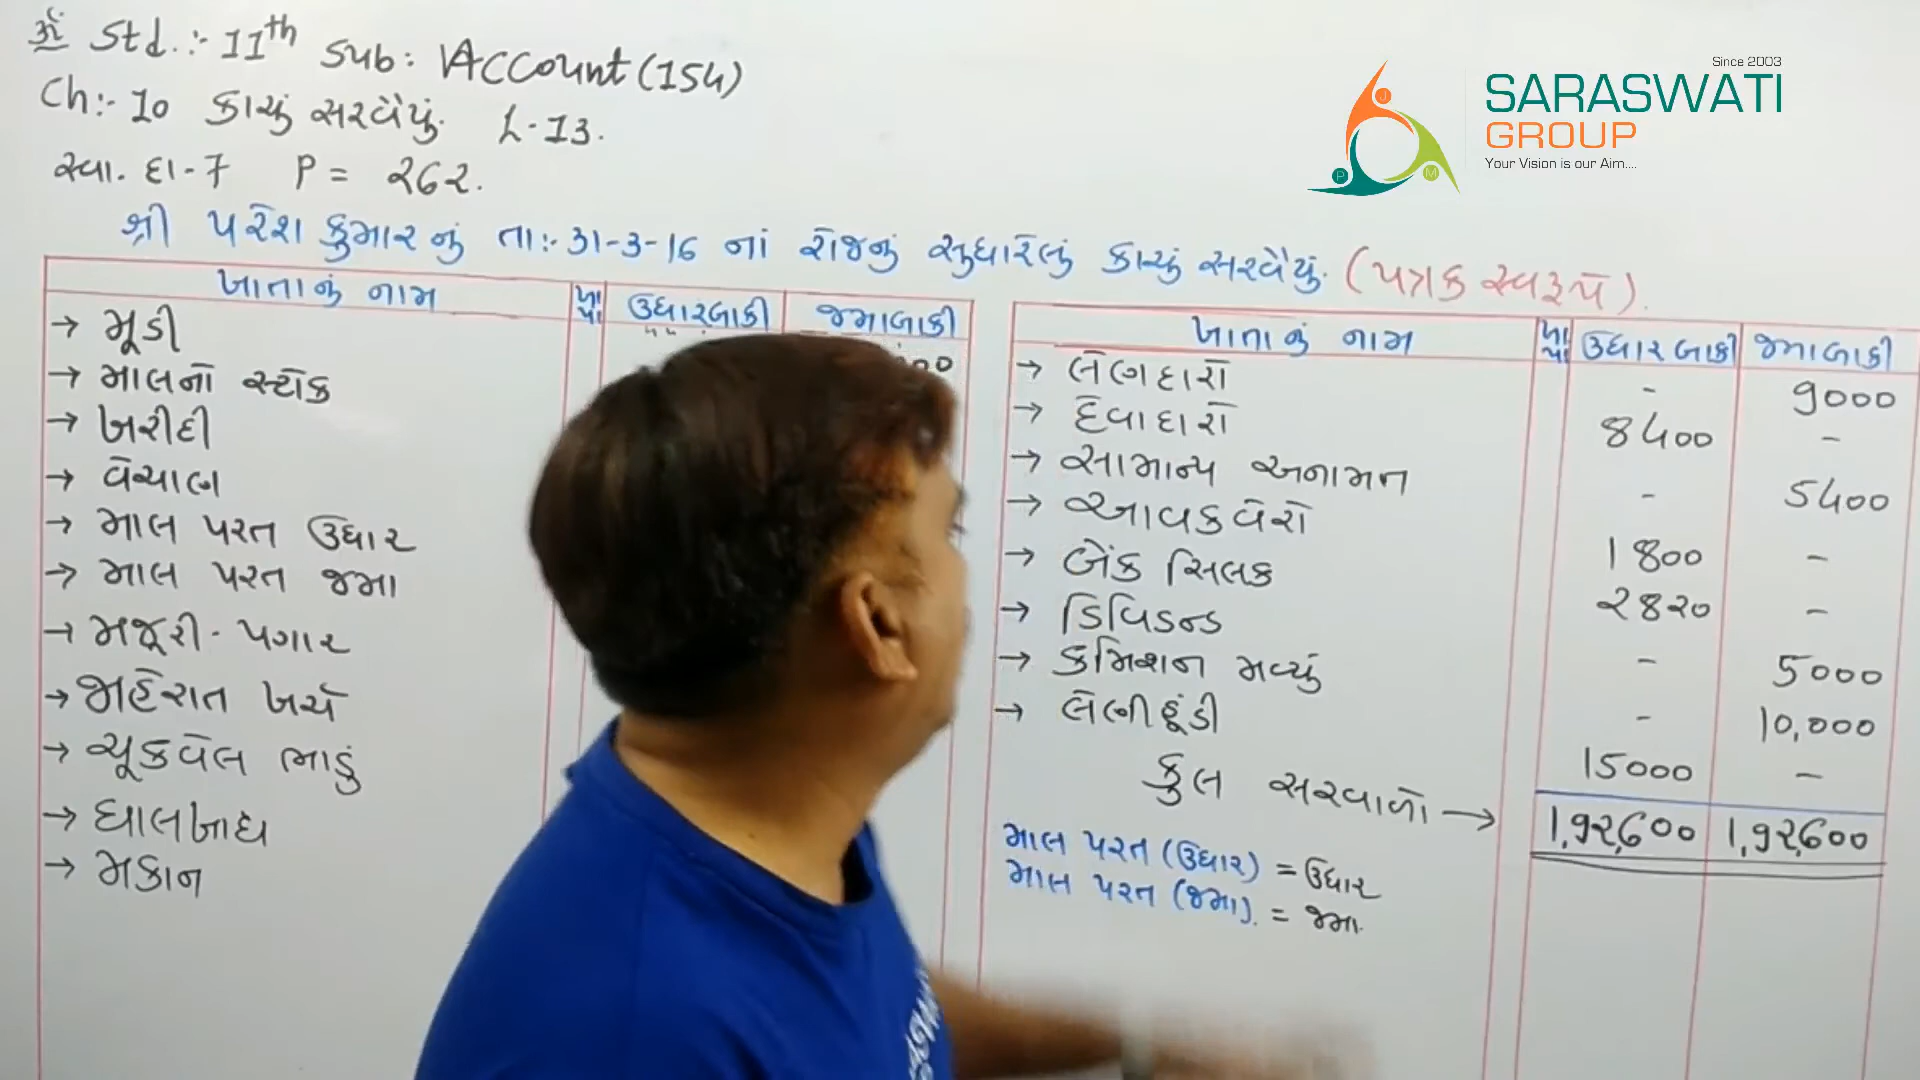 ૐ Std.:- 11th Sub: Account (154)
Ch:- 10 કાચું સરવૈયું. L-13.
સ્વા. દા-7 P = 262.
શ્રી પરેશકુમારનું તા:- 31-3-16 નાં રોજનું સુધારેલું કાચું સરવૈયું. (પત્રક સ્વરૂપે).
ખાતાનું નામ ખા પા ઉધારબાકી જમાબાકી
→ મૂડી
→ માલનો સ્ટોક
→ ખરીદી
→ વેચાણ
→ માલ પરત ઉધાર
→ માલ પરત જમા
→ મજૂરી-પગાર
→ જાહેરાત ખર્ચ
→ ચૂકવેલ ભાડું
→ ઘાલખાધ
→ મકાન
ખાતાનું નામ ખા પા ઉધારબાકી જમાબાકી
→ લેણદારો - 9000
→ દેવાદારો 8400 -
→ સામાન્ય અનામત - 5400
→ આવકવેરો 1800 -
→ બેંક સિલક 2820 -
→ ડિવિડન્ડ - 5000
→ કમિશન મળ્યું - 10,000
→ લેણીહૂંડી 15000 -
કુલ સરવાળો → 1,92,600 1,92,600
માલ પરત (ઉધાર) = ઉધાર
માલ પરત (જમા). = જમા.
Since 2003
SARASWATI
GROUP
Your Vision is our Aim....
J
P
M